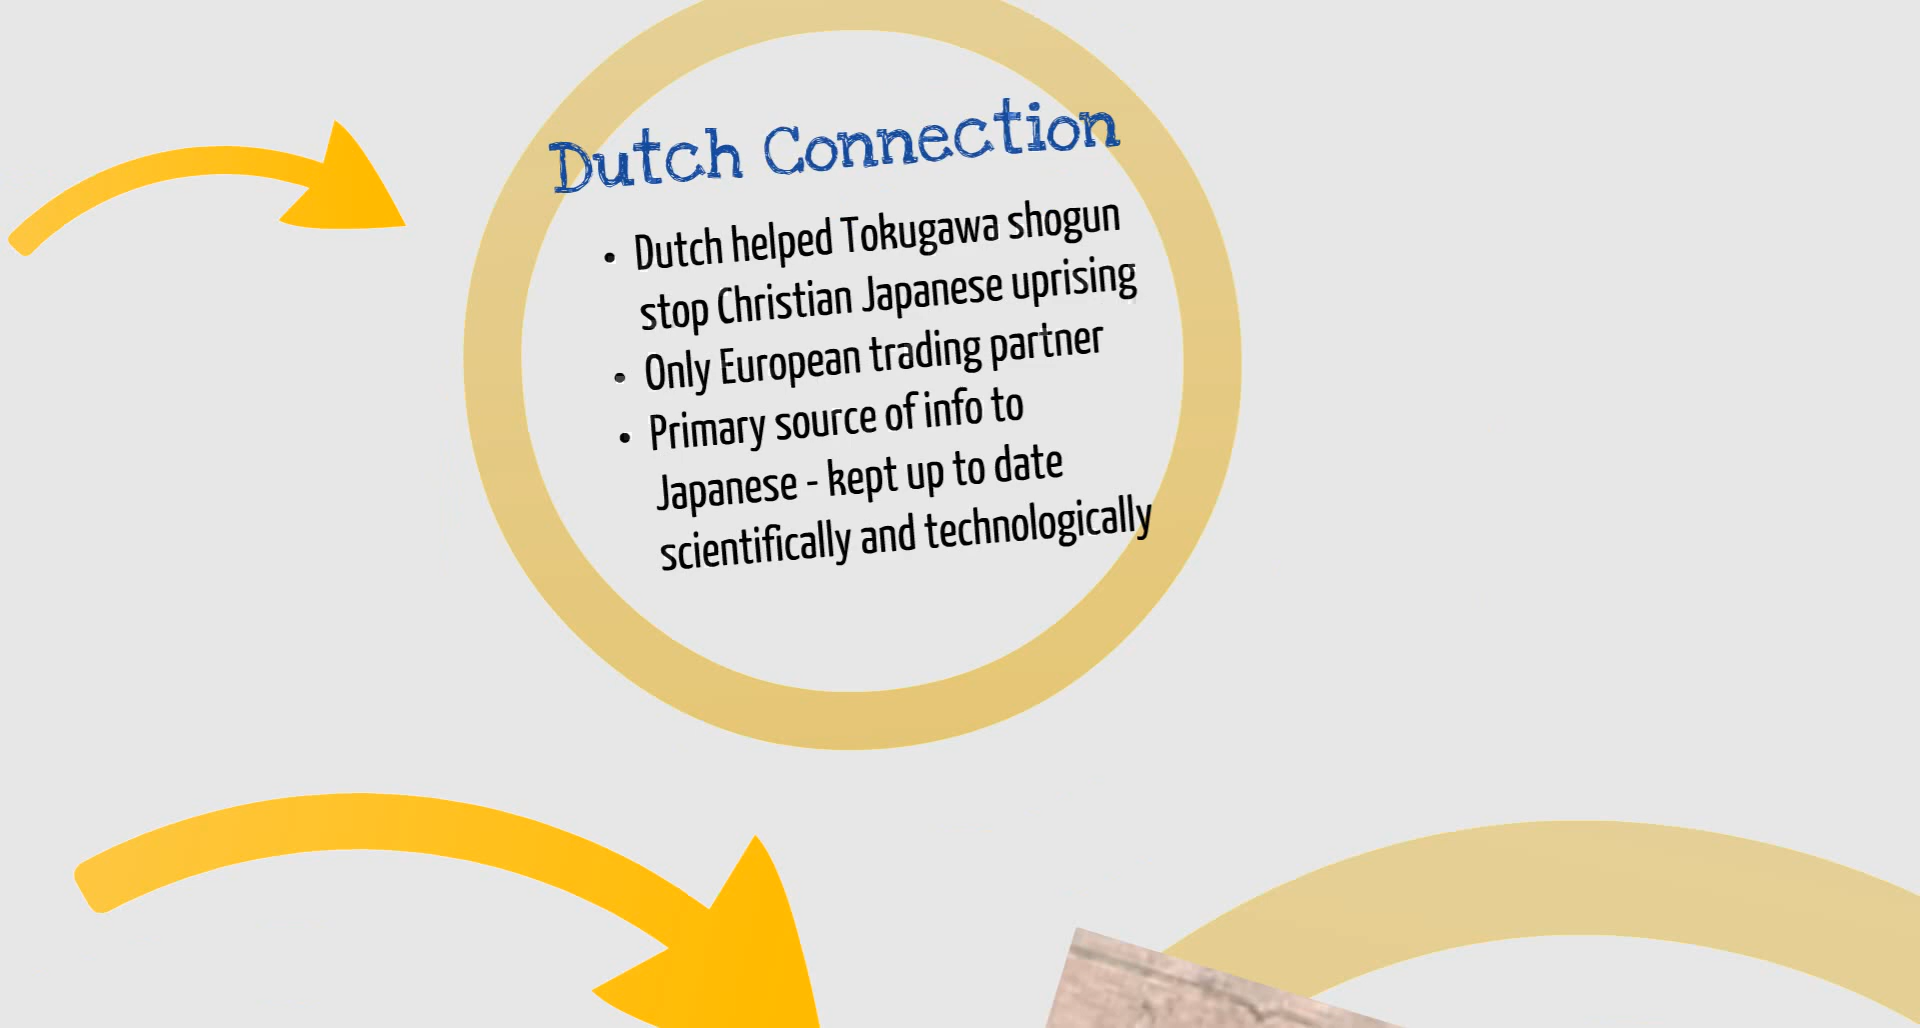 Dutch Connection
• Dutch helped Tokugawa shogun
stop Christian Japanese uprising
• Only European trading partner
• Primary source of info to
Japanese - kept up to date
scientifically and technologically